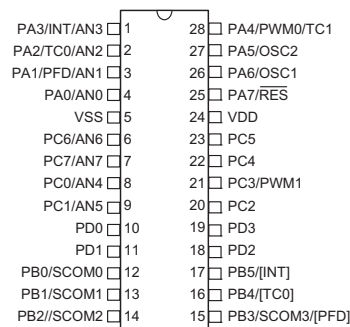 PA3/INT/AN3 1 28 PA4/PWM0/TC1
PA2/TC0/AN2 2 27 PA5/OSC2
PA1/PFD/AN1 3 26 PA6/OSC1
PA0/AN0 4 25 PA7/RES
VSS 5 24 VDD
PC6/AN6 6 23 PC5
PC7/AN7 7 22 PC4
PC0/AN4 8 21 PC3/PWM1
PC1/AN5 9 20 PC2
PD0 10 19 PD3
PD1 11 18 PD2
PB0/SCOM0 12 17 PB5/[INT]
PB1/SCOM1 13 16 PB4/[TC0]
PB2//SCOM2 14 15 PB3/SCOM3/[PFD]